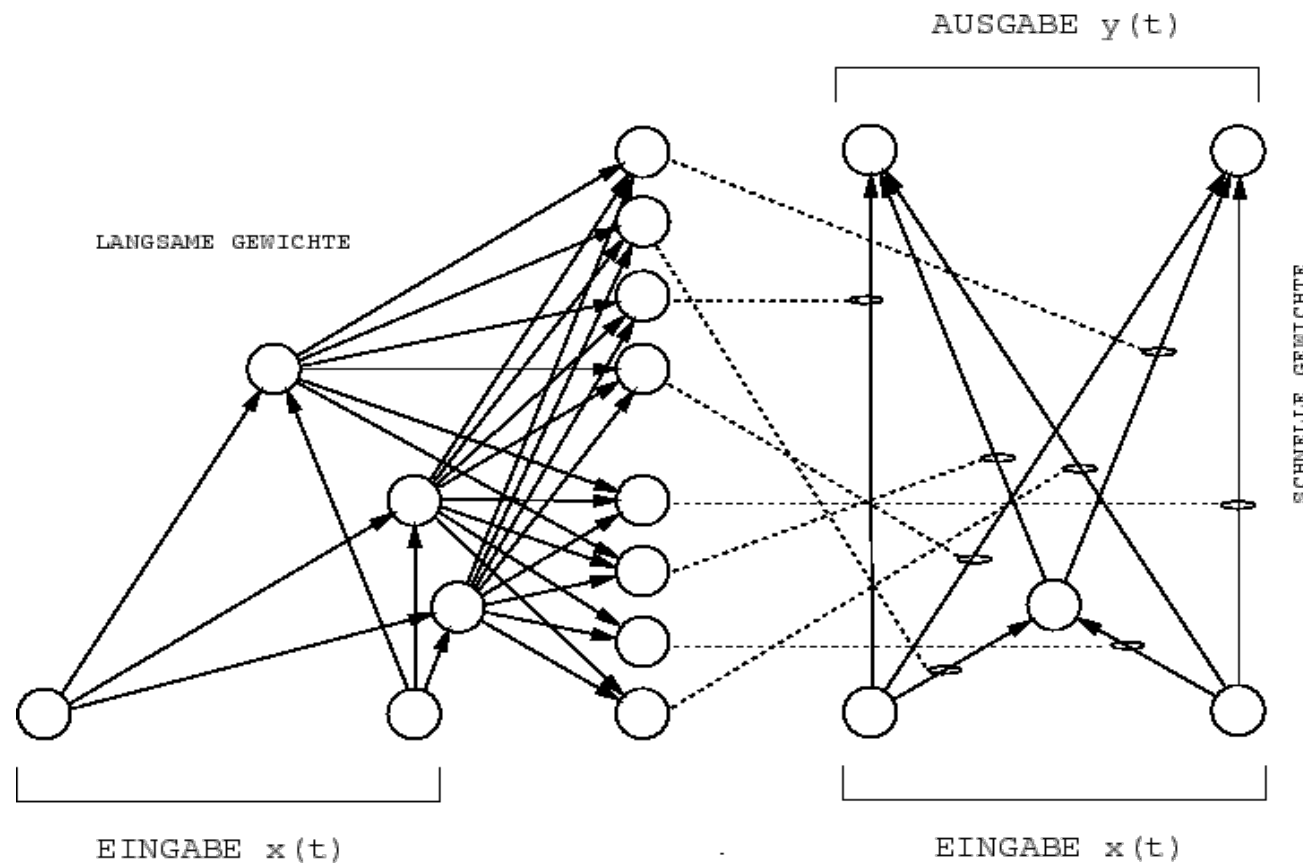 AUSGABE y(t)
LANGSAME GEWICHTE
SCHNELLE GEWICHTE
EINGABE x(t)
EINGABE x(t)